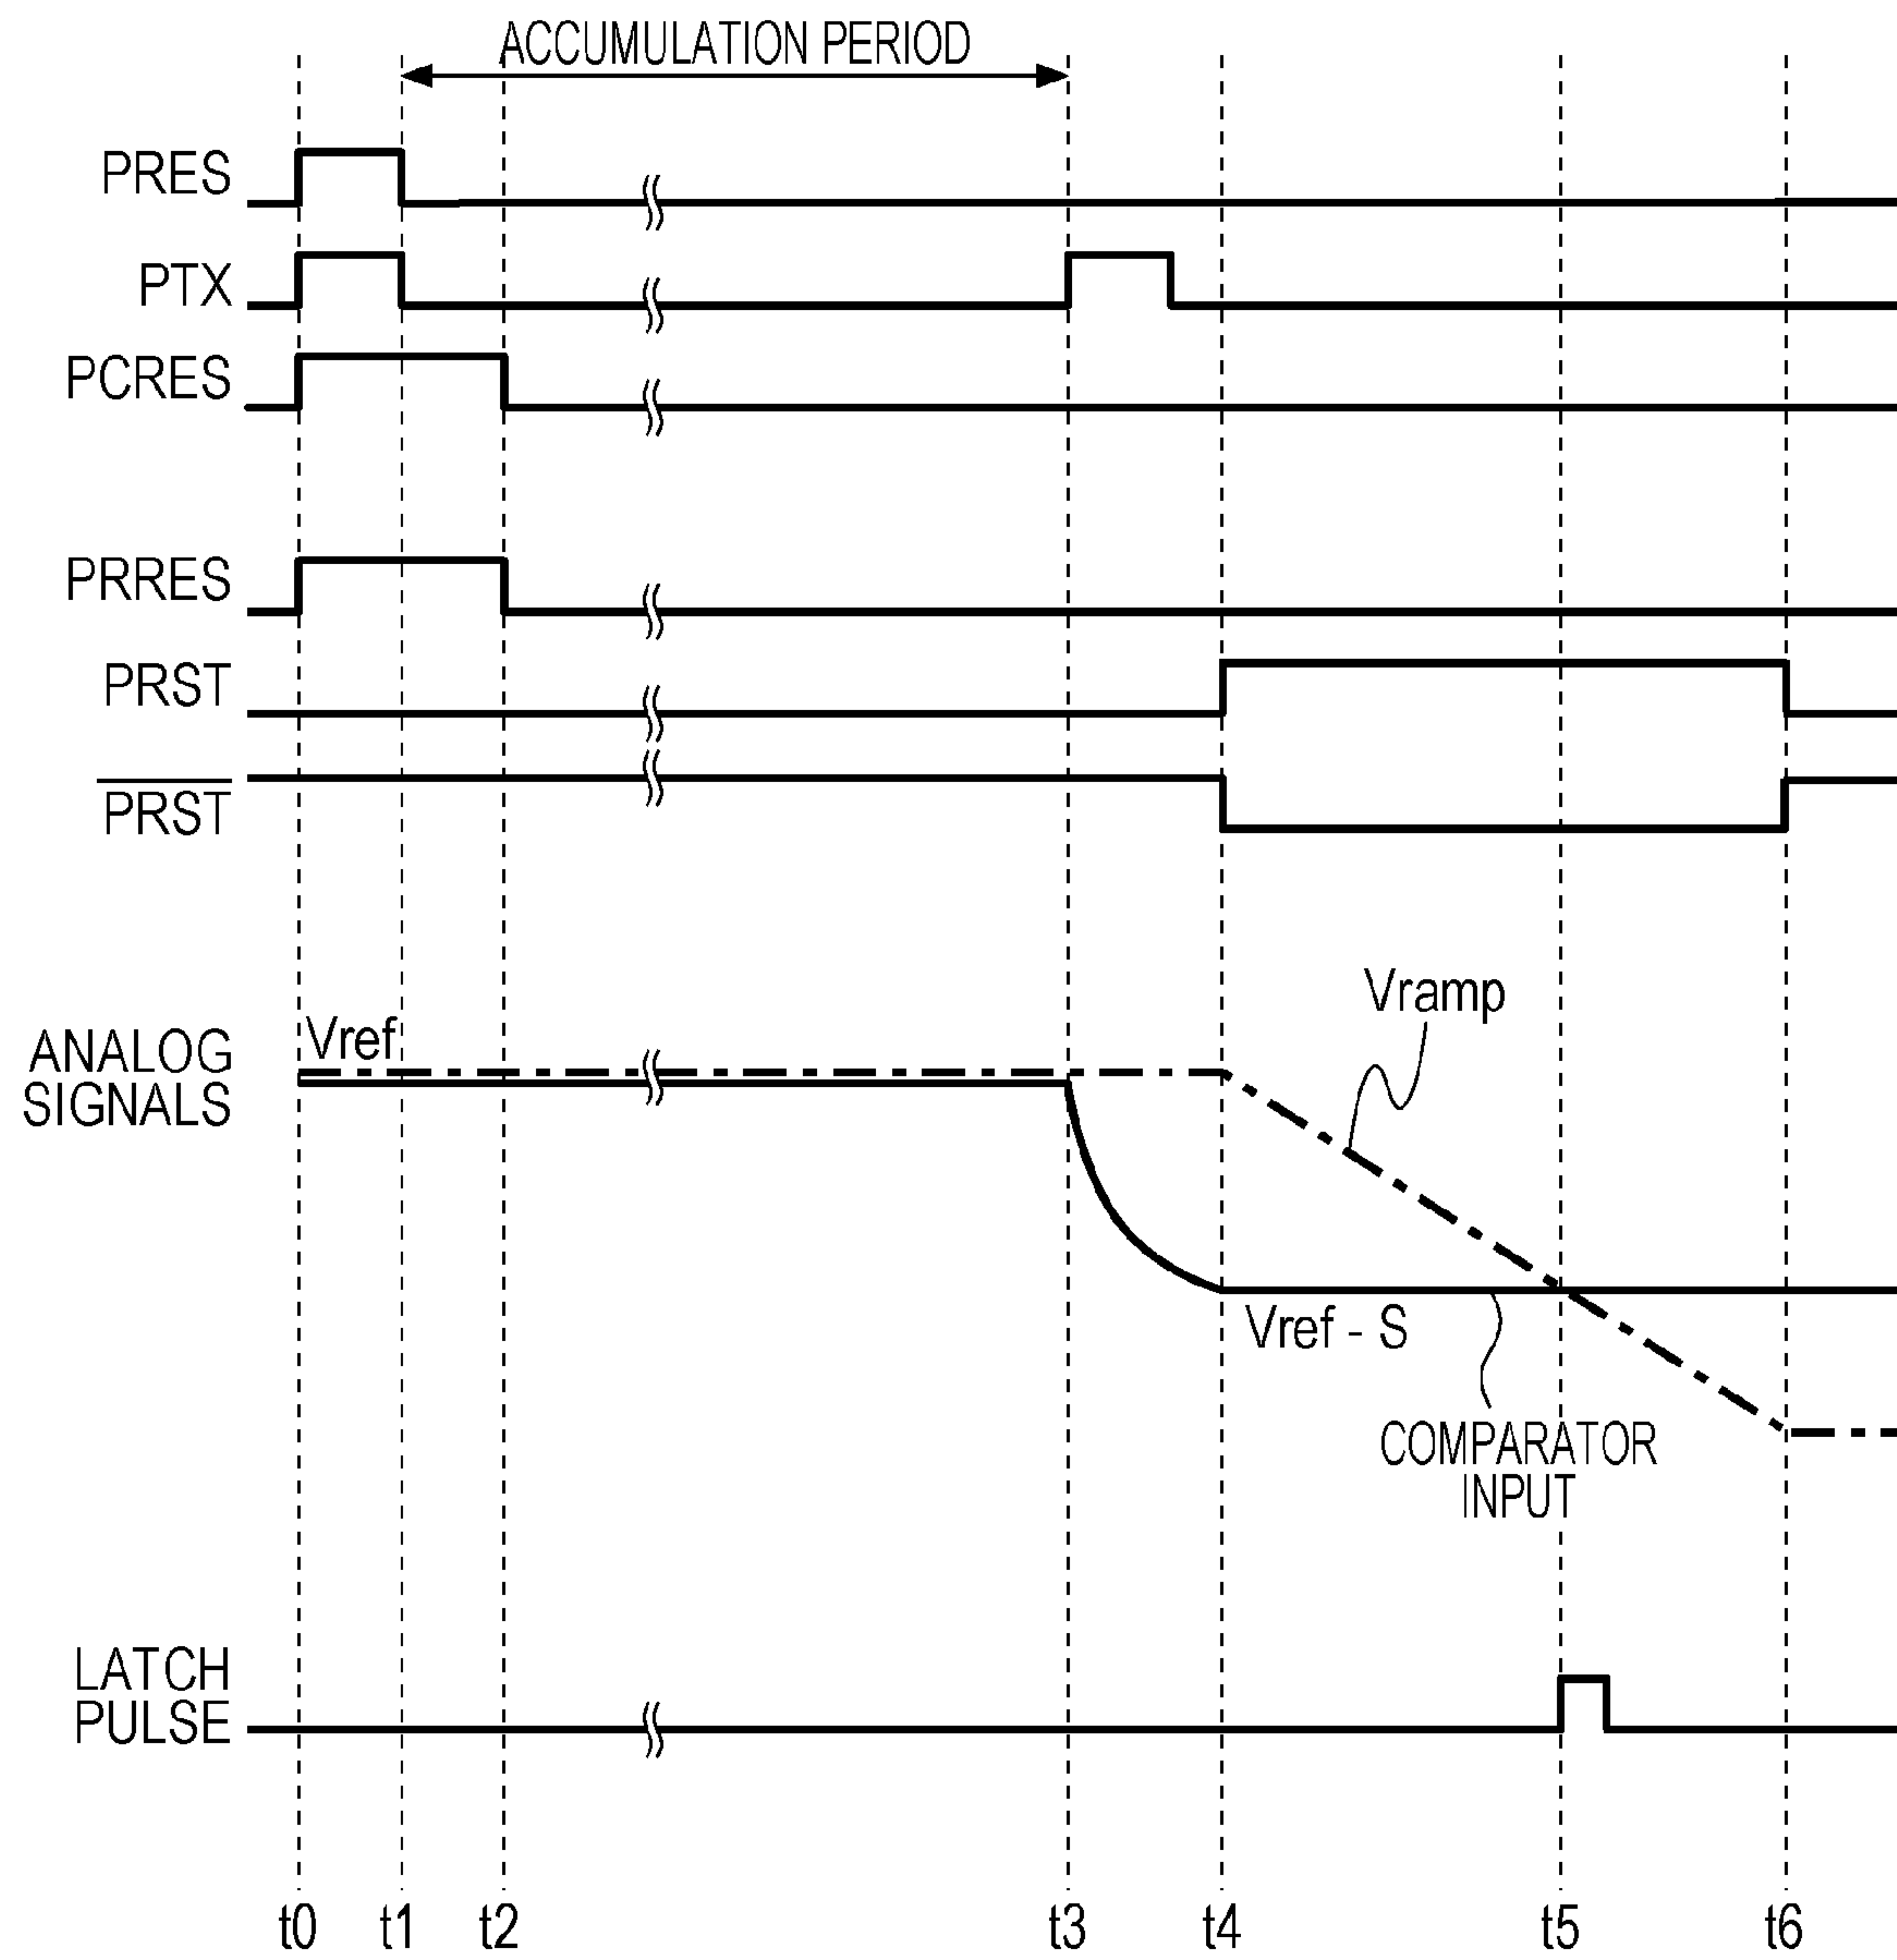 ACCUMULATION PERIOD
PRES
PTX
PCRES
PRRES
PRST
PRST
ANALOG
SIGNALS
Vref
Vramp
Vref - S
COMPARATOR
INPUT
LATCH
PULSE
t0 t1 t2 t3 t4 t5 t6